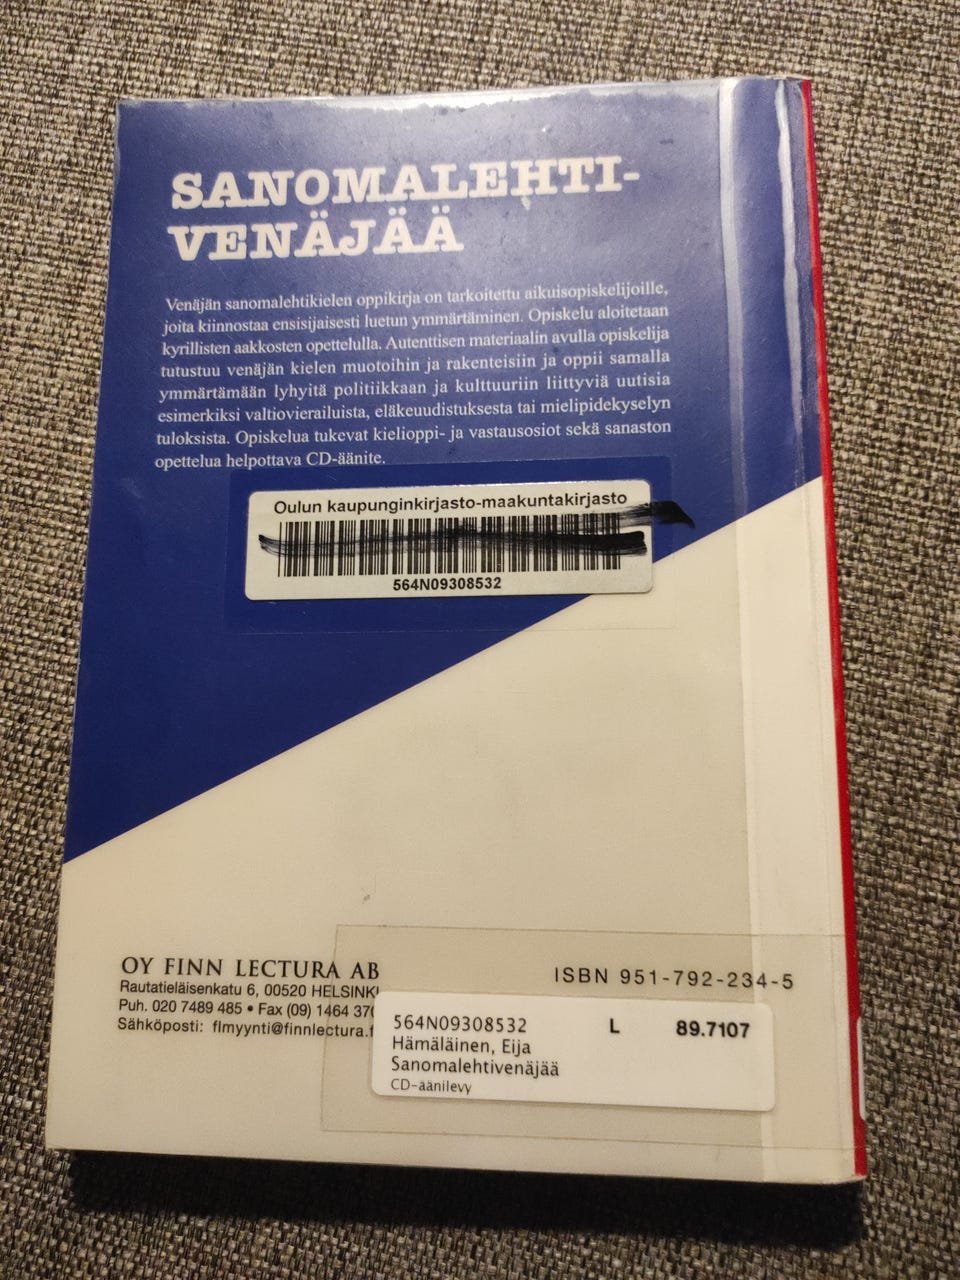 SANOMALEHTI-
VENÄJÄÄ
Venäjän sanomalehtikielen oppikirja on tarkoitettu aikuisopiskelijoille,
joita kiinnostaa ensisijaisesti luetun ymmärtäminen. Opiskelu aloitetaan
kyrillisten aakkosten opettelulla. Autenttisen materiaalin avulla opiskelija
tutustuu venäjän kielen muotoihin ja rakenteisiin ja oppii samalla
ymmärtämään lyhyitä politiikkaan ja kulttuuriin liittyviä uutisia
esimerkiksi valtiovierailuista, eläkeuudistuksesta tai mielipidekyselyn
tuloksista. Opiskelua tukevat kielioppi- ja vastausosiot sekä sanaston
opettelua helpottava CD-äänite.
Oulun kaupunginkirjasto-maakuntakirjasto
564N09308532
OY FINN LECTURA AB
Rautatieläisenkatu 6, 00520 HELSINKI
Puh. 020 7489 485 • Fax (09) 1464 370
Sähköposti: flmyynti@finnlectura.f
ISBN 951-792-234-5
564N09308532 L 89.7107
Hämäläinen, Eija
Sanomalehtivenäjää
CD-äänilevy